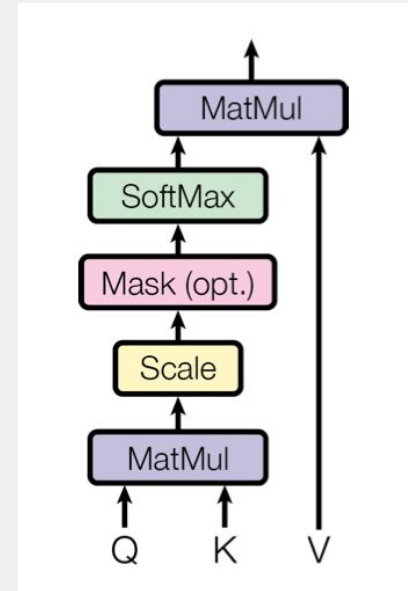 MatMul
SoftMax
Mask (opt.)
Scale
MatMul
Q K V